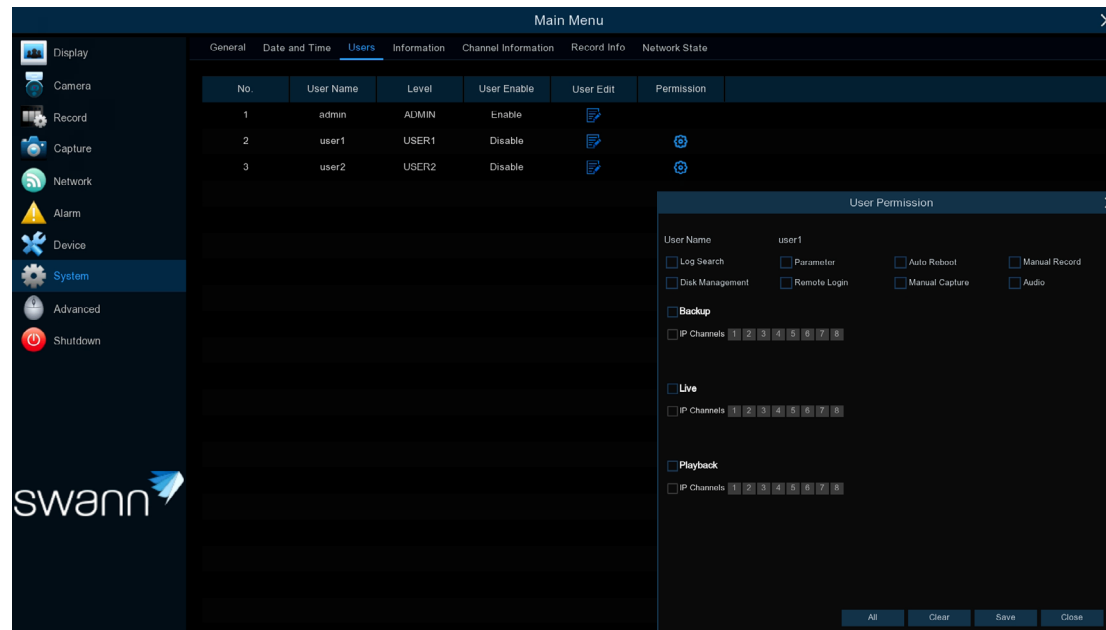 Main Menu
Display
Camera
Record
Capture
Network
Alarm
Device
System
Advanced
Shutdown
swann
General Date and Time Users Information Channel Information Record Info Network State
No. User Name Level User Enable User Edit Permission
1 admin ADMIN Enable
2 user1 USER1 Disable
3 user2 USER2 Disable
User Permission
User Name user1
Log Search Parameter Auto Reboot Manual Record
Disk Management Remote Login Manual Capture Audio
Backup
IP Channels 1 2 3 4 5 6 7 8
Live
IP Channels 1 2 3 4 5 6 7 8
Playback
IP Channels 1 2 3 4 5 6 7 8
All Clear Save Close